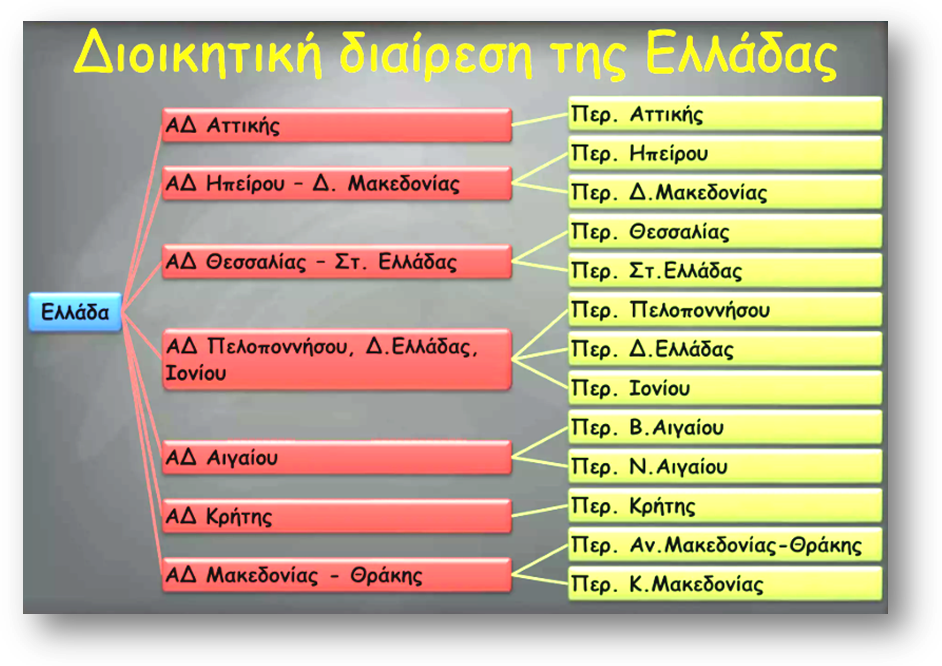 Διοικητική διαίρεση της Ελλάδας
Ελλάδα
ΑΔ Αττικής
Περ. Αττικής
ΑΔ Ηπείρου - Δ. Μακεδονίας
Περ. Ηπείρου
Περ. Δ.Μακεδονίας
ΑΔ Θεσσαλίας - Στ. Ελλάδας
Περ. Θεσσαλίας
Περ. Στ.Ελλάδας
ΑΔ Πελοποννήσου, Δ.Ελλάδας,
Ιονίου
Περ. Πελοποννήσου
Περ. Δ.Ελλάδας
Περ. Ιονίου
ΑΔ Αιγαίου
Περ. Β.Αιγαίου
Περ. Ν.Αιγαίου
ΑΔ Κρήτης
Περ. Κρήτης
ΑΔ Μακεδονίας - Θράκης
Περ. Αν.Μακεδονίας-Θράκης
Περ. Κ.Μακεδονίας